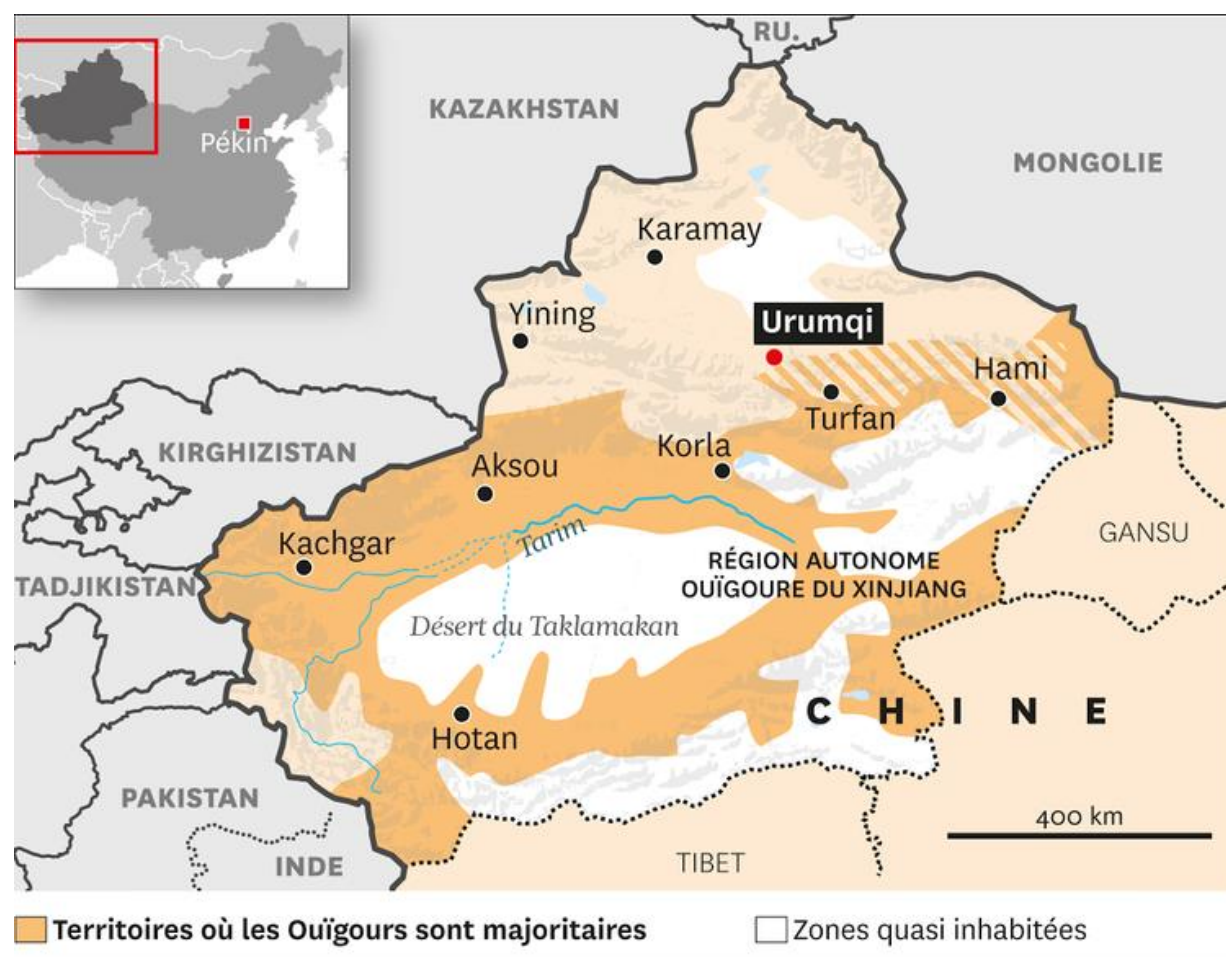 Pékin
RU.
KAZAKHSTAN
MONGOLIE
Karamay
Yining
Urumqi
Hami
Turfan
KIRGHIZISTAN
Korla
Aksou
Kachgar
Tarim
GANSU
TADJIKISTAN
RÉGION AUTONOME
OUÏGOURE DU XINJIANG
Désert du Taklamakan
CHINE
Hotan
PAKISTAN
400 km
INDE
TIBET
Territoires où les Ouïgours sont majoritaires
Zones quasi inhabitées